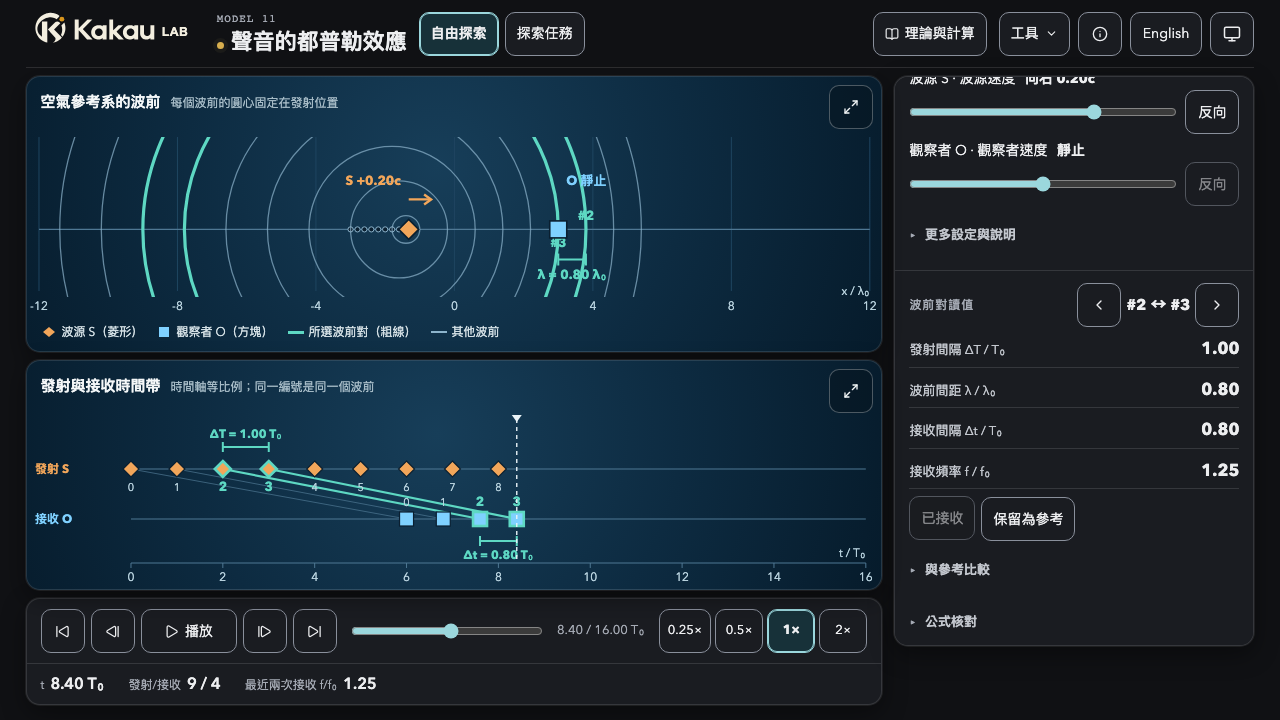 Kakau LAB
MODEL 11
聲音的都普勒效應
自由探索
探索任務
理論與計算
工具
English
空氣參考系的波前 每個波前的圓心固定在發射位置
S +0.20c
O 靜止
#2
#3
λ = 0.80 λ₀
x / λ₀
-12 -8 -4 0 4 8 12
波源 S（菱形） 觀察者 O（方塊） 所選波前對（粗線） 其他波前
發射與接收時間帶 時間軸等比例；同一編號是同一個波前
ΔT = 1.00 T₀
發射 S
0 1 2 3 4 5 6 7 8
0 1 2 3
接收 O
Δt = 0.80 T₀
t / T₀
0 2 4 6 8 10 12 14 16
播放
8.40 / 16.00 T₀
0.25×
0.5×
1×
2×
t 8.40 T₀ 發射/接收 9 / 4 最近兩次接收 f/f₀ 1.25
波源 S · 波源速度 向右 0.20c
反向
觀察者 O · 觀察者速度 靜止
反向
更多設定與說明
波前對讀值
#2 ↔ #3
發射間隔 ΔT / T₀ 1.00
波前間距 λ / λ₀ 0.80
接收間隔 Δt / T₀ 0.80
接收頻率 f / f₀ 1.25
已接收
保留為參考
與參考比較
公式核對